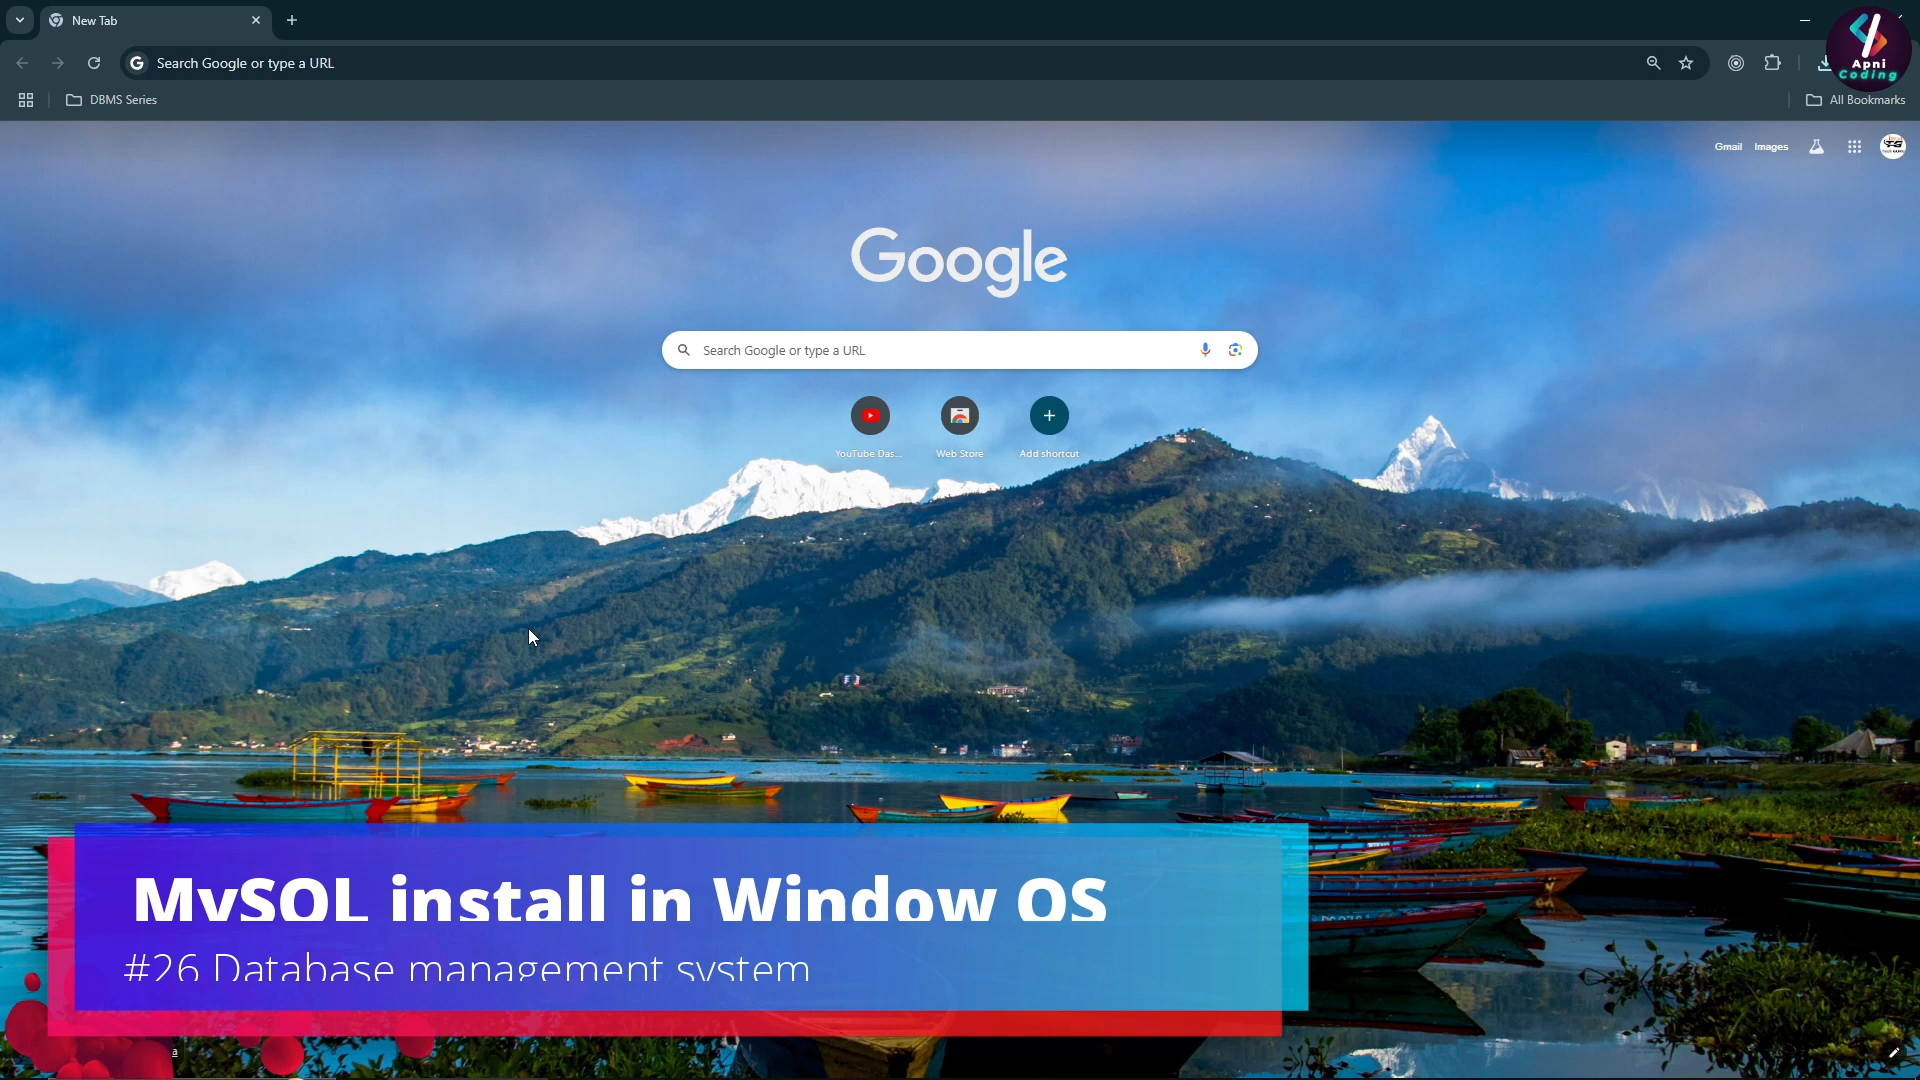 New Tab
Search Google or type a URL
Apni
Coding
DBMS Series
All Bookmarks
Gmail Images
Google
Search Google or type a URL
YouTube Das... Web Store Add shortcut
MySQL install in Window OS
#26 Database management system